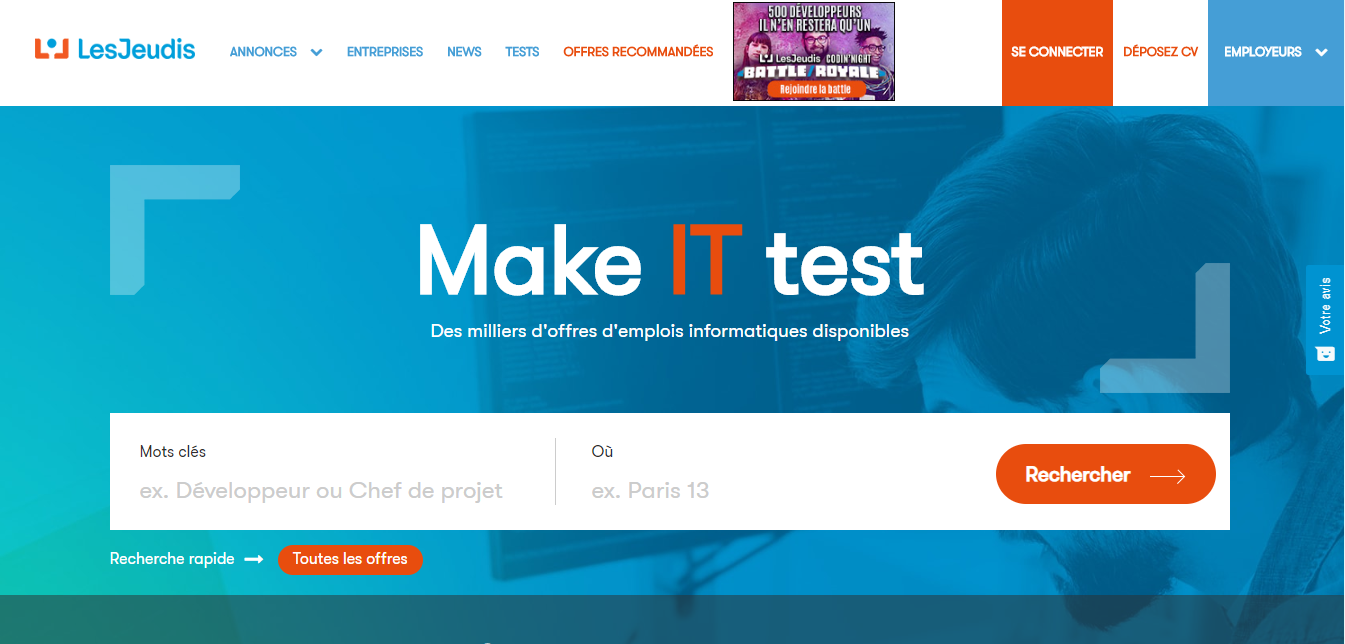 LesJeudis
ANNONCES
ENTREPRISES
NEWS
TESTS
OFFRES RECOMMANDÉES
500 DÉVELOPPEURS
IL N'EN RESTERA QU'UN
LesJeudis CODIN'NIGHT
BATTLE ROYALE
Rejoindre la battle
SE CONNECTER
DÉPOSEZ CV
EMPLOYEURS
Make IT test
Des milliers d'offres d'emplois informatiques disponibles
Votre avis
Mots clés
ex. Développeur ou Chef de projet
Où
ex. Paris 13
Rechercher
Recherche rapide
Toutes les offres